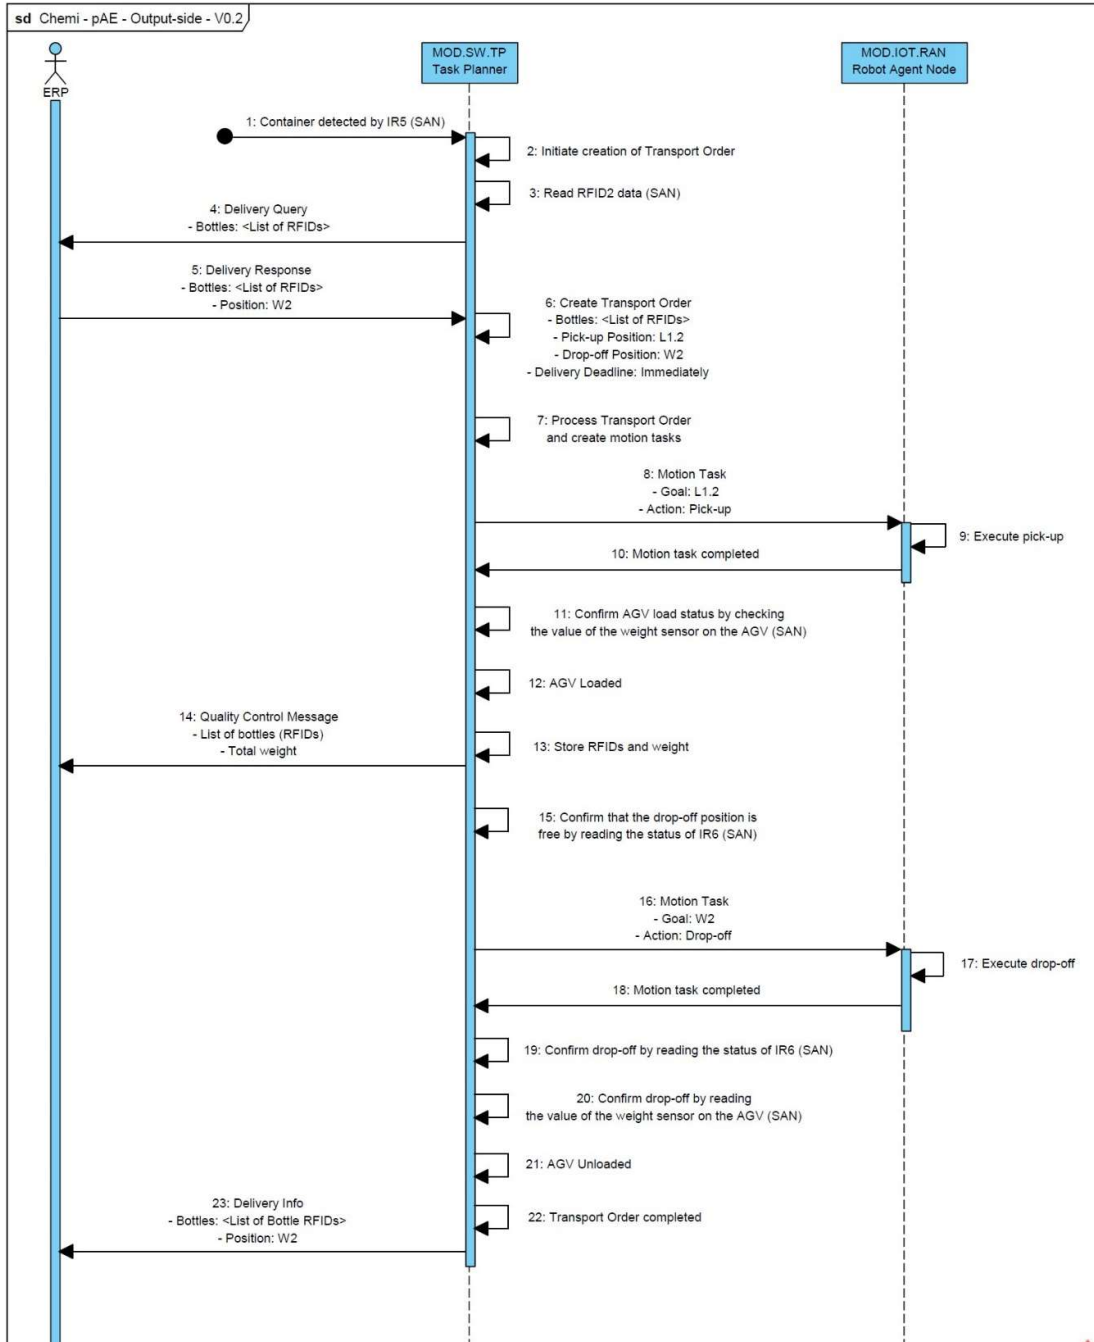 sd Chemi - pAE - Output-side - V0.2
ERP
MOD.SW.TP
Task Planner
MOD.IOT.RAN
Robot Agent Node
1: Container detected by IR5 (SAN)
2: Initiate creation of Transport Order
3: Read RFID2 data (SAN)
4: Delivery Query
- Bottles: <List of RFIDs>
5: Delivery Response
- Bottles: <List of RFIDs>
- Position: W2
6: Create Transport Order
- Bottles: <List of RFIDs>
- Pick-up Position: L1.2
- Drop-off Position: W2
- Delivery Deadline: Immediately
7: Process Transport Order
and create motion tasks
8: Motion Task
- Goal: L1.2
- Action: Pick-up
9: Execute pick-up
10: Motion task completed
11: Confirm AGV load status by checking
the value of the weight sensor on the AGV (SAN)
12: AGV Loaded
14: Quality Control Message
- List of bottles (RFIDs)
- Total weight
13: Store RFIDs and weight
15: Confirm that the drop-off position is
free by reading the status of IR6 (SAN)
16: Motion Task
- Goal: W2
- Action: Drop-off
17: Execute drop-off
18: Motion task completed
19: Confirm drop-off by reading the status of IR6 (SAN)
20: Confirm drop-off by reading
the value of the weight sensor on the AGV (SAN)
21: AGV Unloaded
23: Delivery Info
- Bottles: <List of Bottle RFIDs>
- Position: W2
22: Transport Order completed